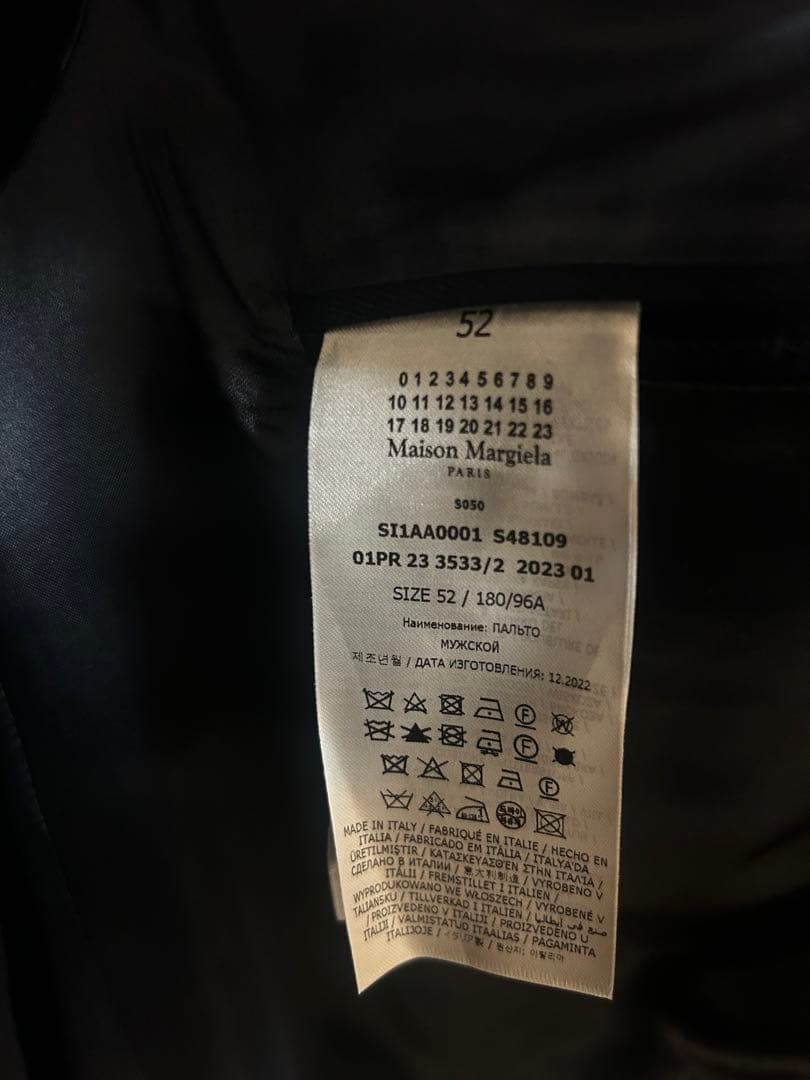 52
0 1 2 3 4 5 6 7 8 9
10 11 12 13 14 15 16
17 18 19 20 21 22 23
Maison Margiela
PARIS
S050
SI1AA0001 S48109
01PR 23 3533/2 2023 01
SIZE 52 / 180/96A
Наименование: ПАЛЬТО
МУЖСКОЙ
제조년월 / ДАТА ИЗГОТОВЛЕНИЯ: 12.2022
F W
F
F
MADE IN ITALY / FABRIQUÉ EN ITALIE / HECHO EN
ITALIA / FABRICADO EM ITÁLIA / ITALYA'DA
ÜRETILMIŞTIR / ΚΑΤΑΣΚΕΥΑΣΘΕΝ ΣΤΗΝ ΙΤΑΛΙΑ /
СДЕЛАНО В ИТАЛИИ / 意大利制造 / VYROBENO V
ITÁLII / FREMSTILLET I ITALIEN /
WYPRODUKOWANO WE WŁOSZECH / VYROBENÉ V
TALIANSKU / TILLVERKAD I ITALIEN / صنع في إيطاليا
/ PROIZVEDENO V ITALIJI / PROIZVEDENO U
ITALIJI / VALMISTATUD ITAALIAS / PAGAMINTA
ITALIJOJE / イタリア製 / 원산지: 이탈리아